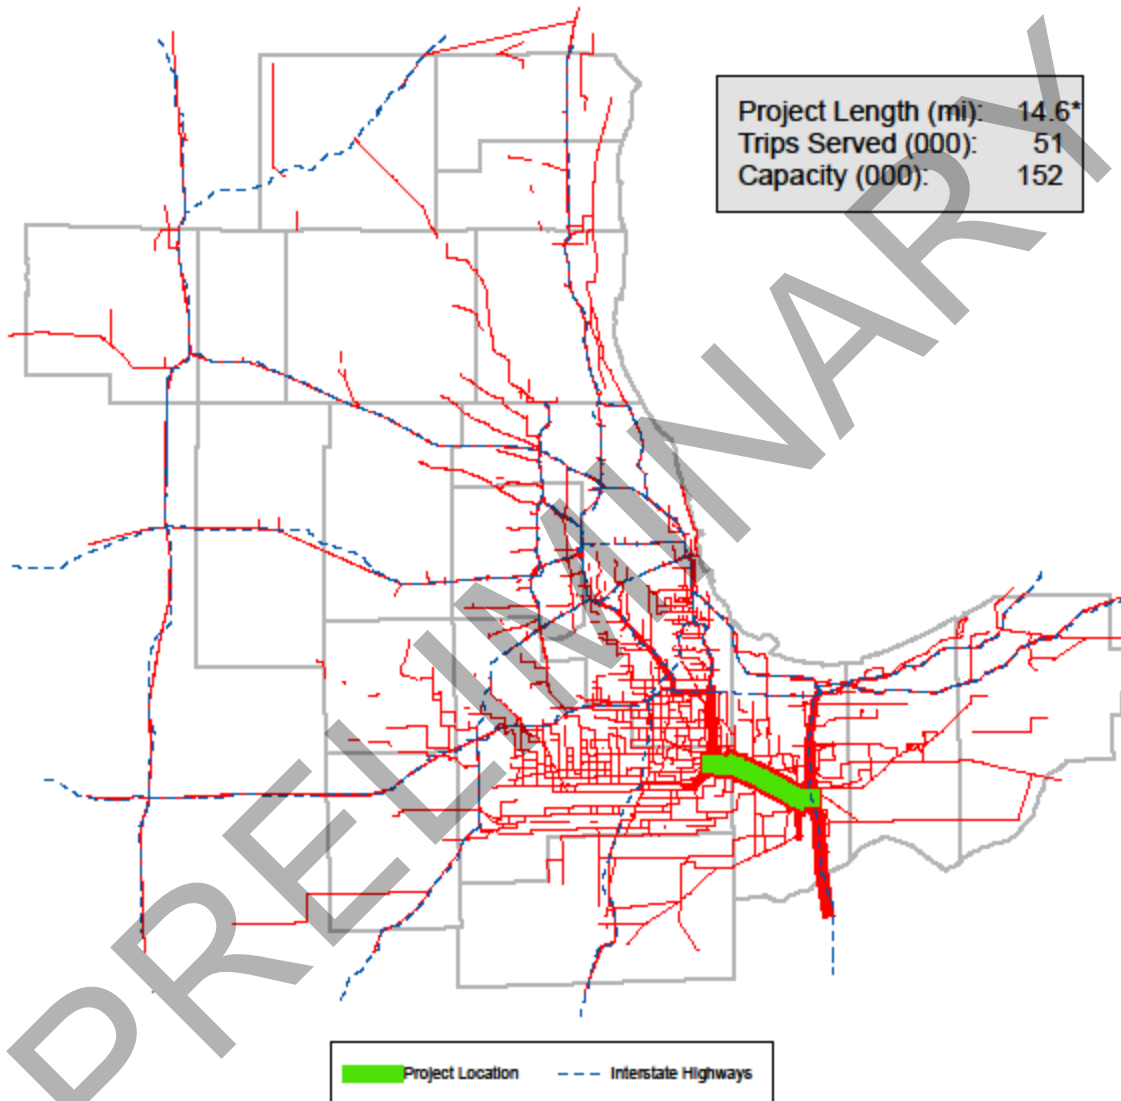 Project Length (mi): 14.6*
Trips Served (000): 51
Capacity (000): 152
PRELIMINARY
Project Location
Interstate Highways